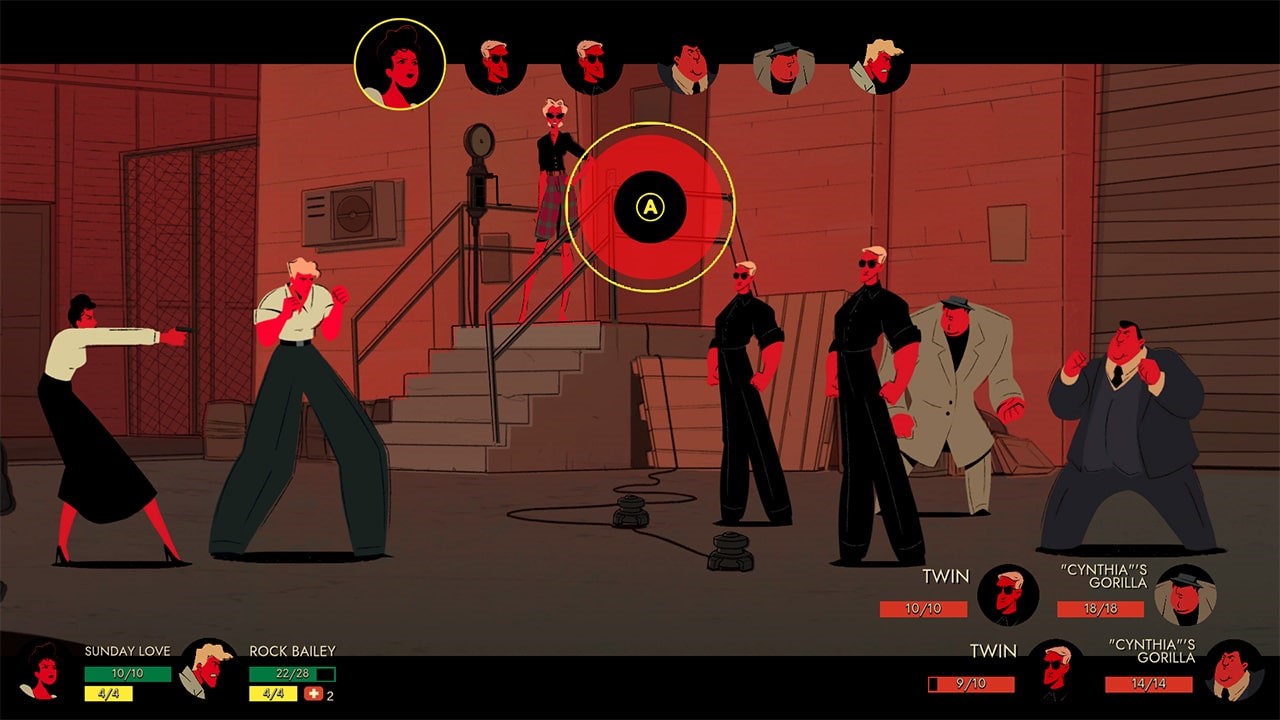 A
TWIN
10/10
"CYNTHIA"'S
GORILLA
18/18
SUNDAY LOVE
10/10
4/4
ROCK BAILEY
22/28
4/4
2
TWIN
9/10
"CYNTHIA"'S
GORILLA
14/14